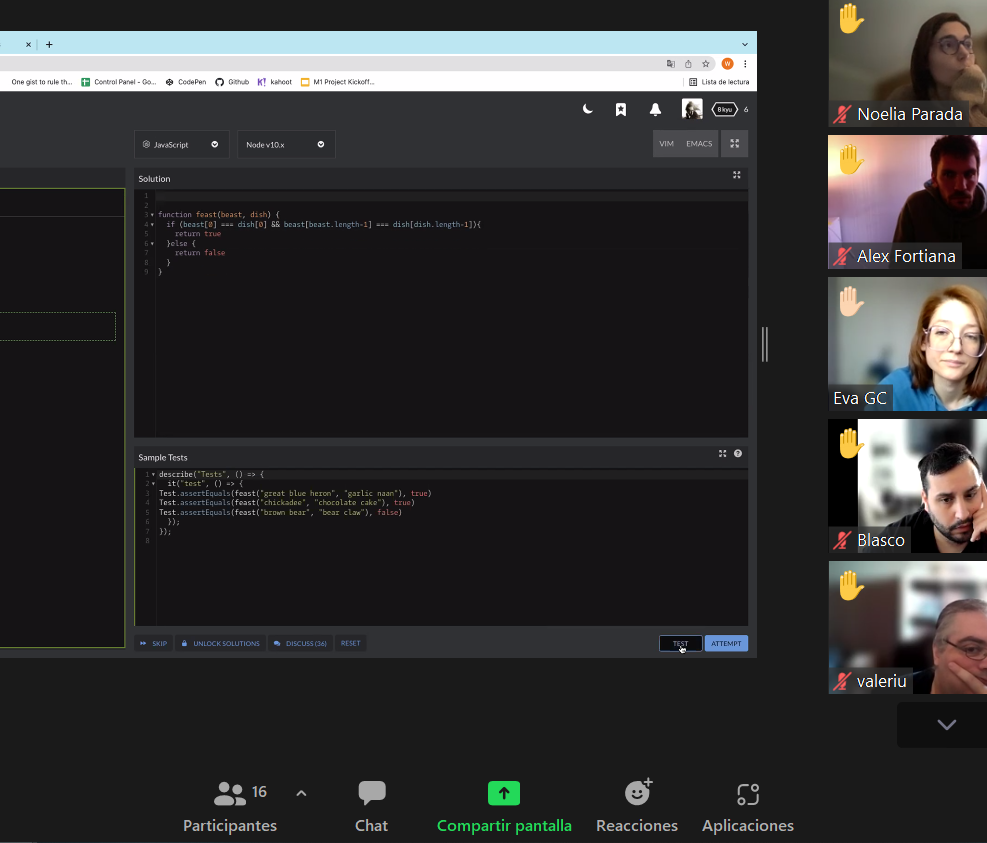 One gist to rule th...
Control Panel - Go...
CodePen
Github
K!
kahoot
M1 Project Kickoff...
Lista de lectura
W
8 kyu
6
JavaScript
Node v10.x
VIM
EMACS
Solution
1
2
3 function feast(beast, dish) {
4 if (beast[0] === dish[0] && beast[beast.length-1] === dish[dish.length-1]){
5 return true
6 }else {
7 return false
8 }
9 }
Sample Tests
1 describe("Tests", () => {
2 it("test", () => {
3 Test.assertEquals(feast("great blue heron", "garlic naan"), true)
4 Test.assertEquals(feast("chickadee", "chocolate cake"), true)
5 Test.assertEquals(feast("brown bear", "bear claw"), false)
6 });
7 });
8
SKIP
UNLOCK SOLUTIONS
DISCUSS (36)
RESET
TEST
ATTEMPT
Noelia Parada
Alex Fortiana
Eva GC
Blasco
valeriu
16
Participantes
Chat
Compartir pantalla
Reacciones
Aplicaciones